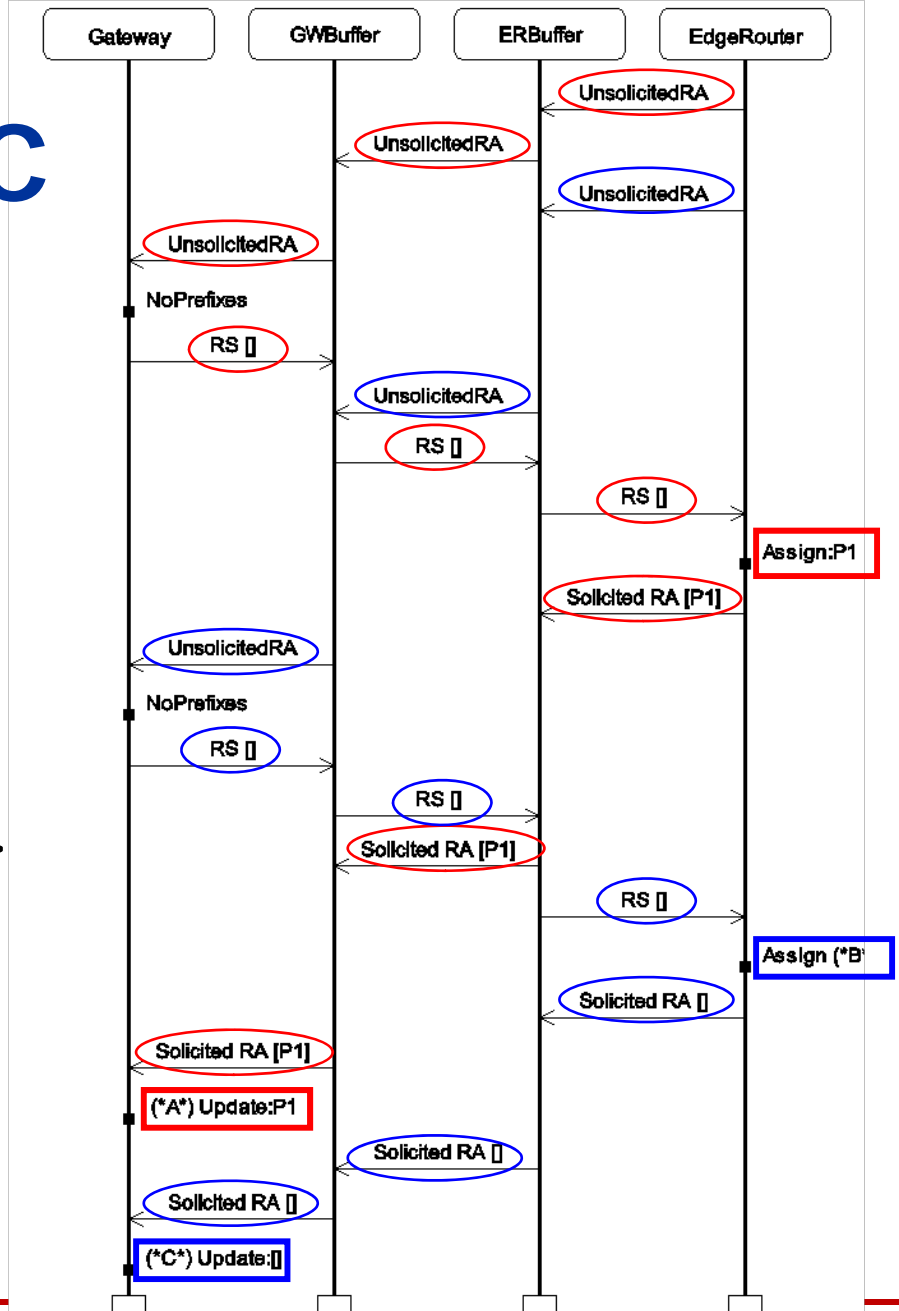 Gateway
GWBuffer
ERBuffer
EdgeRouter
UnsolicitedRA
C
UnsolicitedRA
UnsolicitedRA
UnsolicitedRA
NoPrefixes
RS []
UnsolicitedRA
RS []
RS []
Assign:P1
Solicited RA [P1]
UnsolicitedRA
NoPrefixes
RS []
RS []
.
Solicited RA [P1]
RS []
Assign (*B*
Solicited RA []
Solicited RA [P1]
(*A*) Update:P1
Solicited RA []
Solicited RA []
(*C*) Update:[]